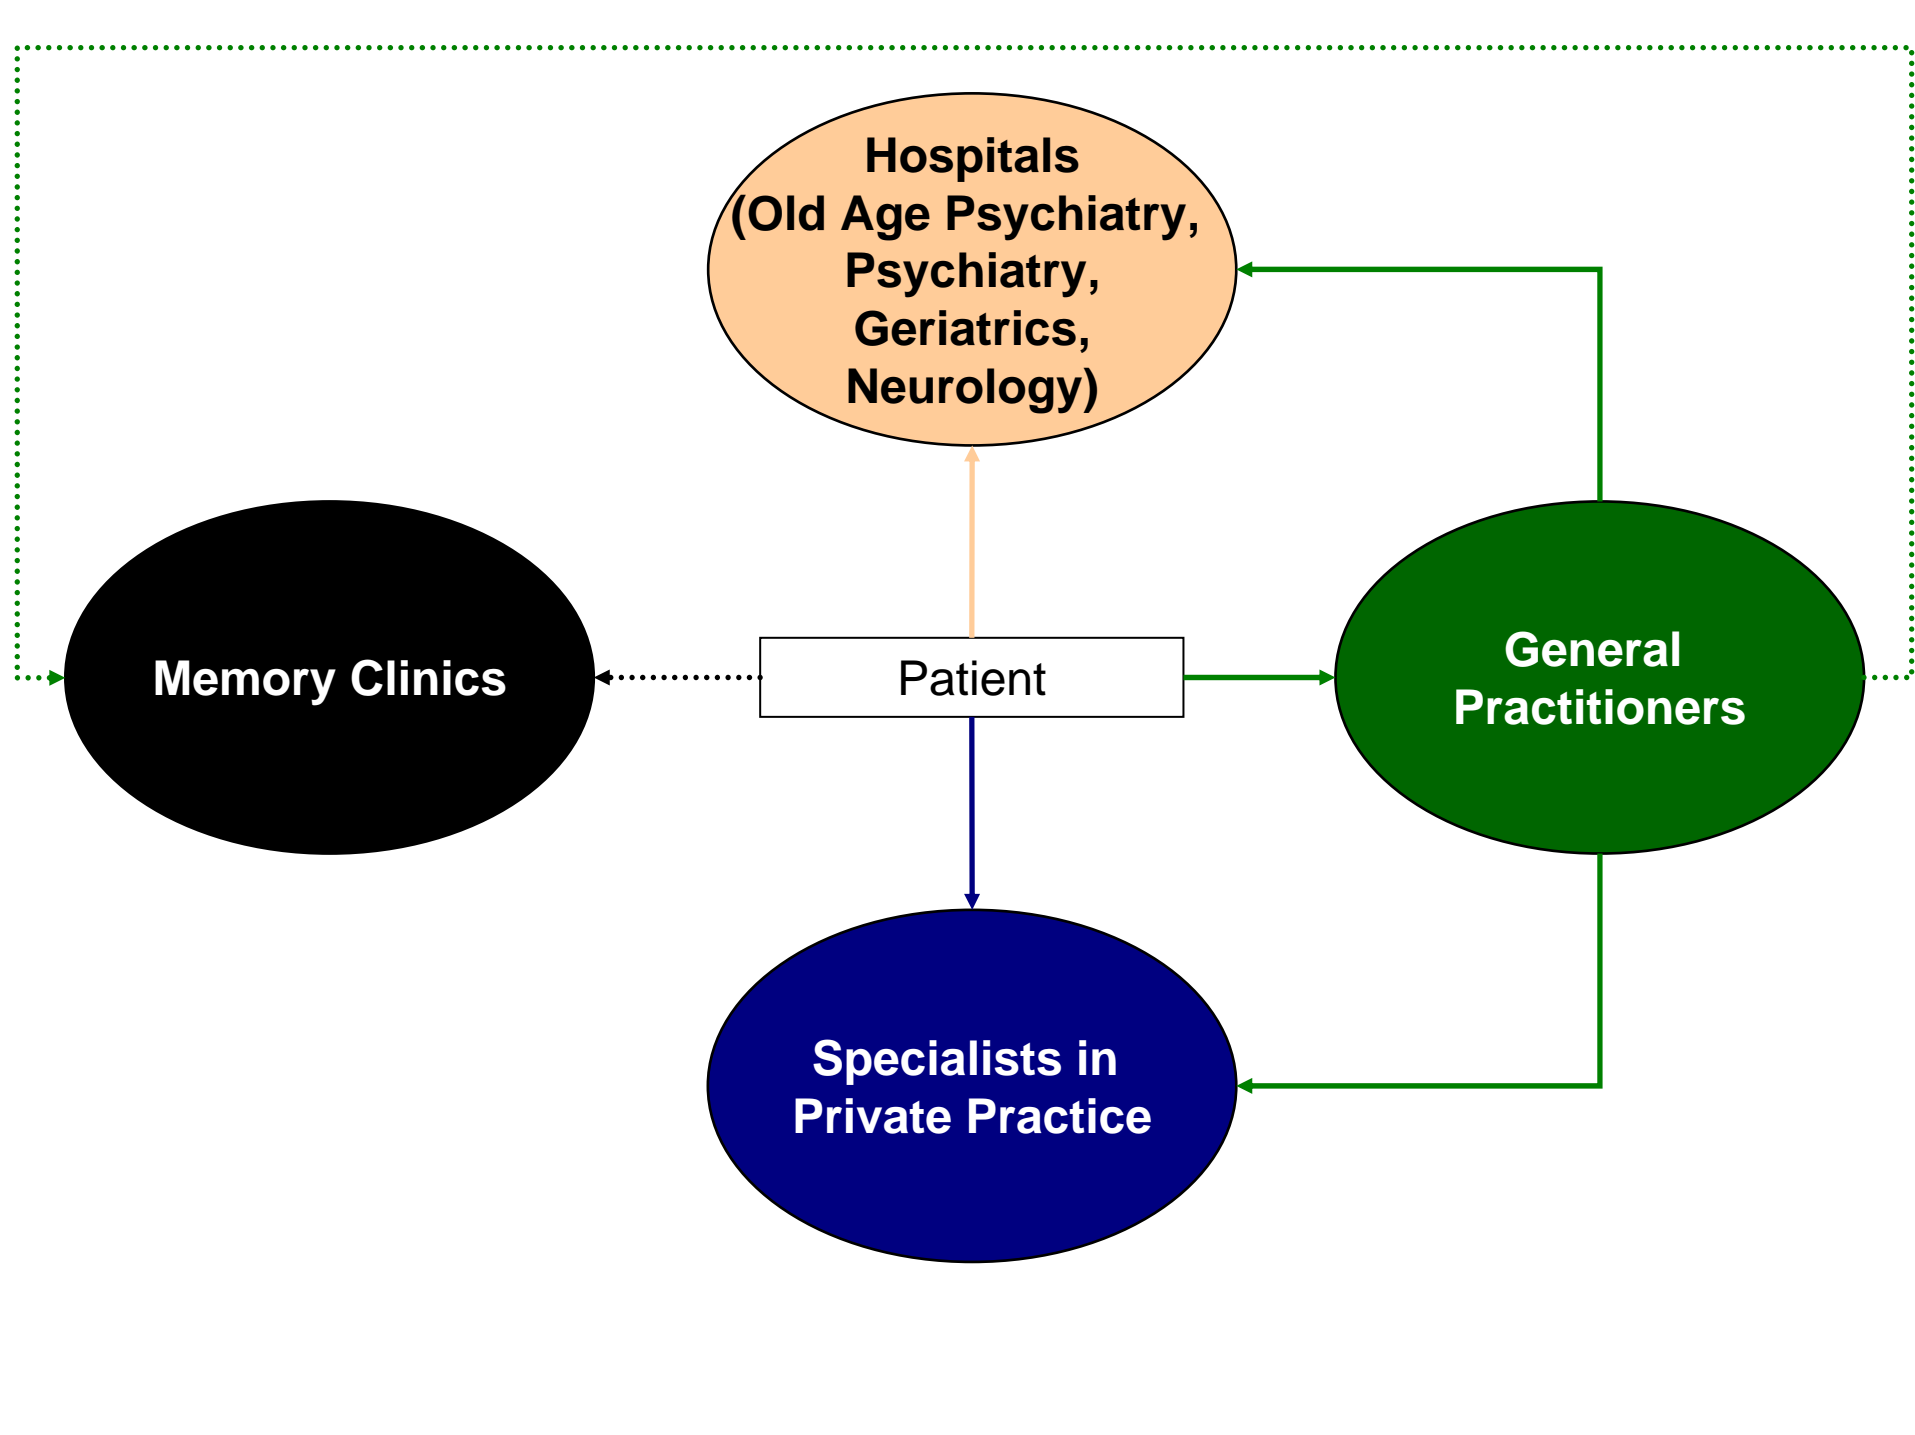 Hospitals
(Old Age Psychiatry,
Psychiatry,
Geriatrics,
Neurology)
Memory Clinics
Patient
General
Practitioners
Specialists in
Private Practice